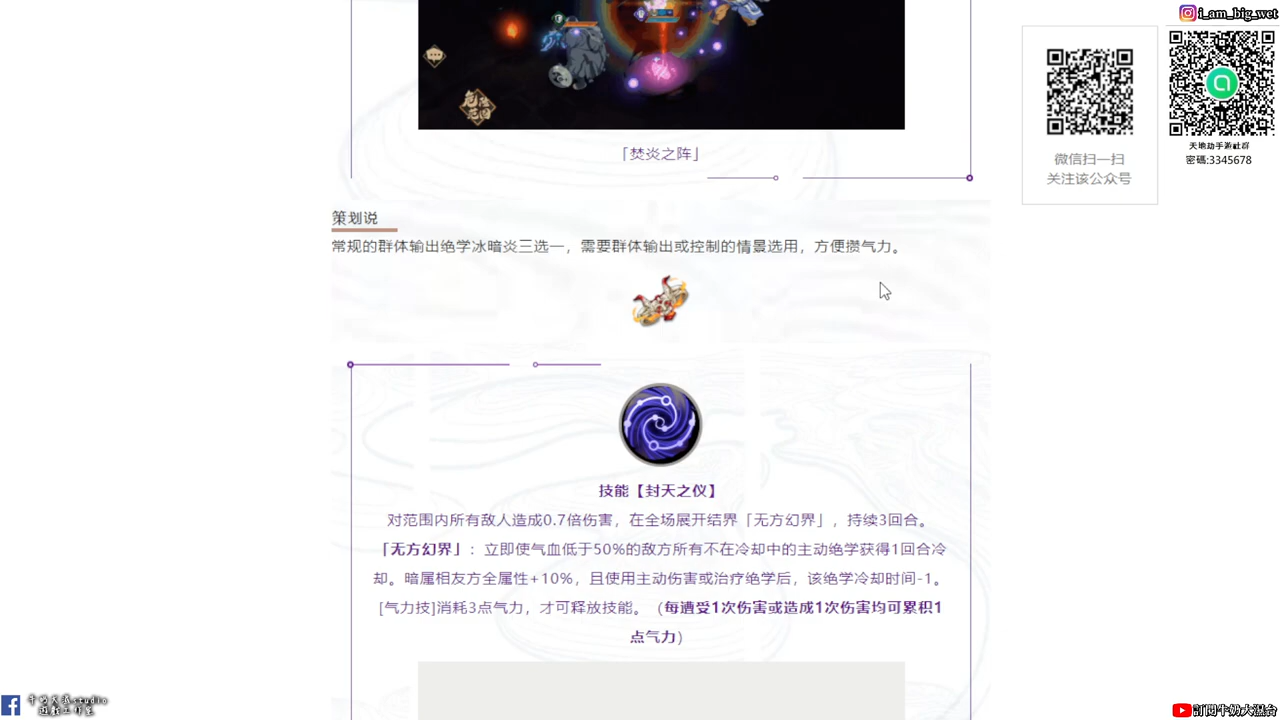 i_am_big_wet
微信扫一扫
关注该公众号
天地劫手游社群
密碼:3345678
「焚炎之阵」
策划说
常规的群体输出绝学冰暗炎三选一，需要群体输出或控制的情景选用，方便攒气力。
技能【封天之仪】
对范围内所有敌人造成0.7倍伤害，在全场展开结界「无方幻界」，持续3回合。
「无方幻界」：立即使气血低于50%的敌方所有不在冷却中的主动绝学获得1回合冷
却。暗属相友方全属性+10%，且使用主动伤害或治疗绝学后，该绝学冷却时间-1。
[气力技]消耗3点气力，才可释放技能。（每遭受1次伤害或造成1次伤害均可累积1
点气力）
訂閱牛奶大混合